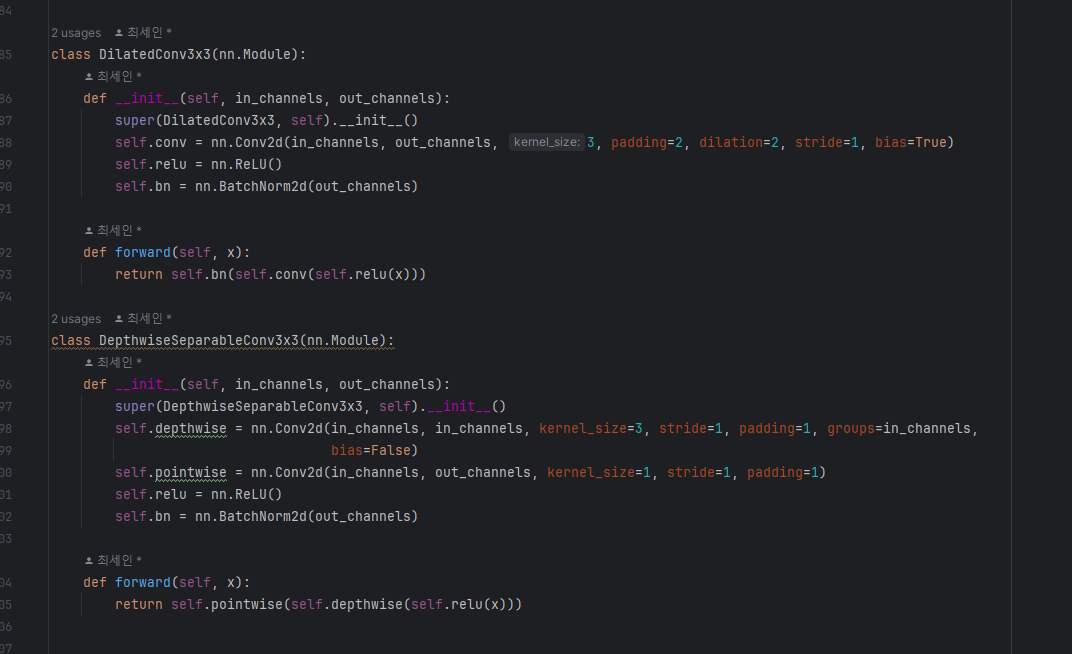 84
2 usages 최세인 *
85 class DilatedConv3x3(nn.Module):
최세인 *
86 def __init__(self, in_channels, out_channels):
87 super(DilatedConv3x3, self).__init__()
88 self.conv = nn.Conv2d(in_channels, out_channels, kernel_size: 3, padding=2, dilation=2, stride=1, bias=True)
89 self.relu = nn.ReLU()
90 self.bn = nn.BatchNorm2d(out_channels)
91
최세인 *
92 def forward(self, x):
93 return self.bn(self.conv(self.relu(x)))
94
2 usages 최세인 *
95 class DepthwiseSeparableConv3x3(nn.Module):
최세인 *
96 def __init__(self, in_channels, out_channels):
97 super(DepthwiseSeparableConv3x3, self).__init__()
98 self.depthwise = nn.Conv2d(in_channels, in_channels, kernel_size=3, stride=1, padding=1, groups=in_channels,
99 bias=False)
00 self.pointwise = nn.Conv2d(in_channels, out_channels, kernel_size=1, stride=1, padding=1)
01 self.relu = nn.ReLU()
02 self.bn = nn.BatchNorm2d(out_channels)
03
최세인 *
04 def forward(self, x):
05 return self.pointwise(self.depthwise(self.relu(x)))
06
07